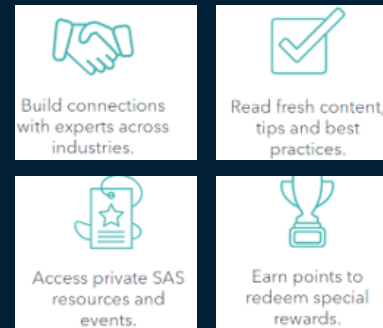 Build connections
with experts across
industries.
Read fresh content,
tips and best
practices.
Access private SAS
resources and
events.
Earn points to
redeem special
rewards.